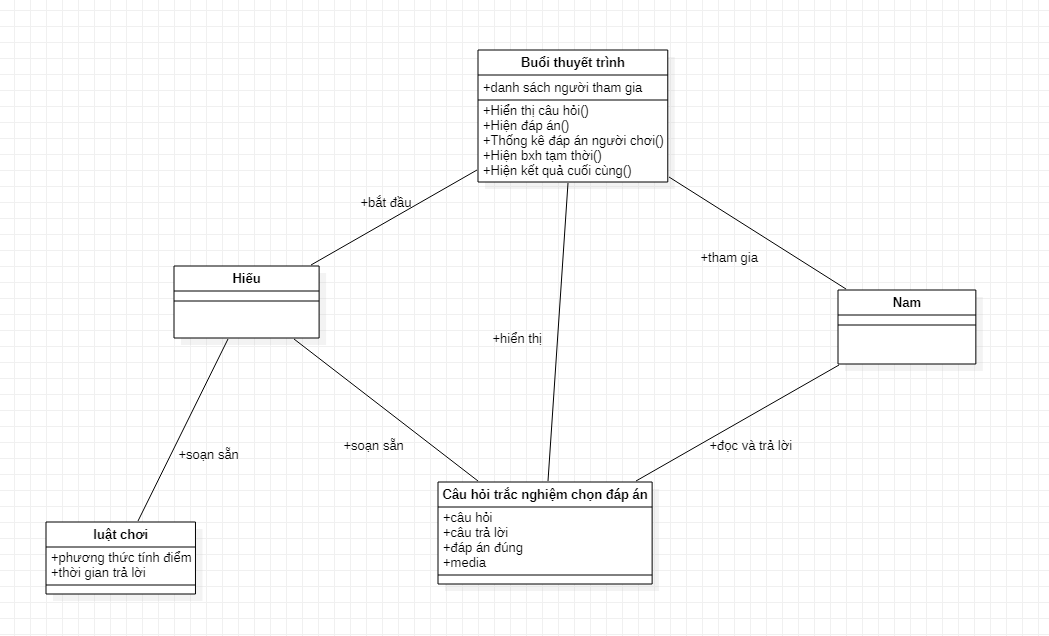 Buổi thuyết trình
+danh sách người tham gia
+Hiển thị câu hỏi()
+Hiện đáp án()
+Thống kê đáp án người chơi()
+Hiện bxh tạm thời()
+Hiện kết quả cuối cùng()
+bắt đầu
+tham gia
Hiếu
Nam
+hiển thị
+soạn sẵn
+soạn sẵn
+đọc và trả lời
Câu hỏi trắc nghiệm chọn đáp án
+câu hỏi
+câu trả lời
+đáp án đúng
+media
luật chơi
+phương thức tính điểm
+thời gian trả lời